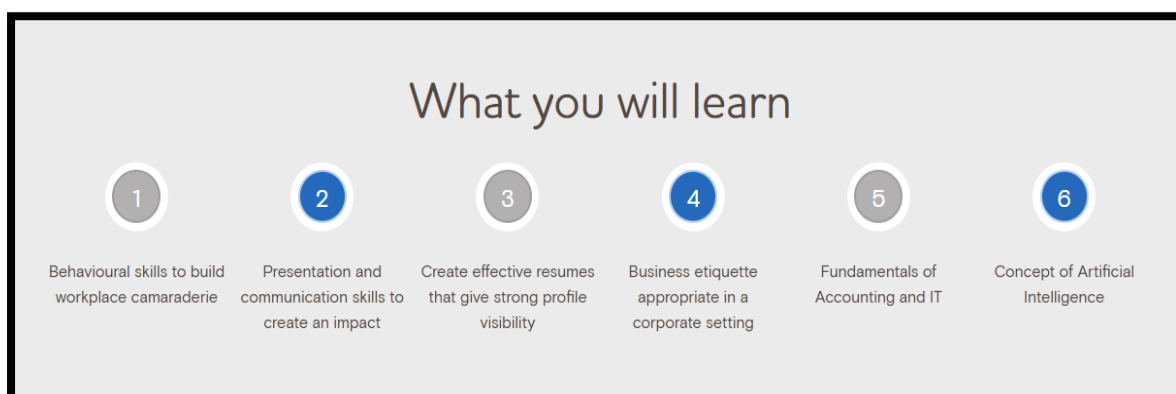 What you will learn
1
2
3
4
5
6
Behavioural skills to build
workplace camaraderie
Presentation and
communication skills to
create an impact
Create effective resumes
that give strong profile
visibility
Business etiquette
appropriate in a
corporate setting
Fundamentals of
Accounting and IT
Concept of Artificial
Intelligence